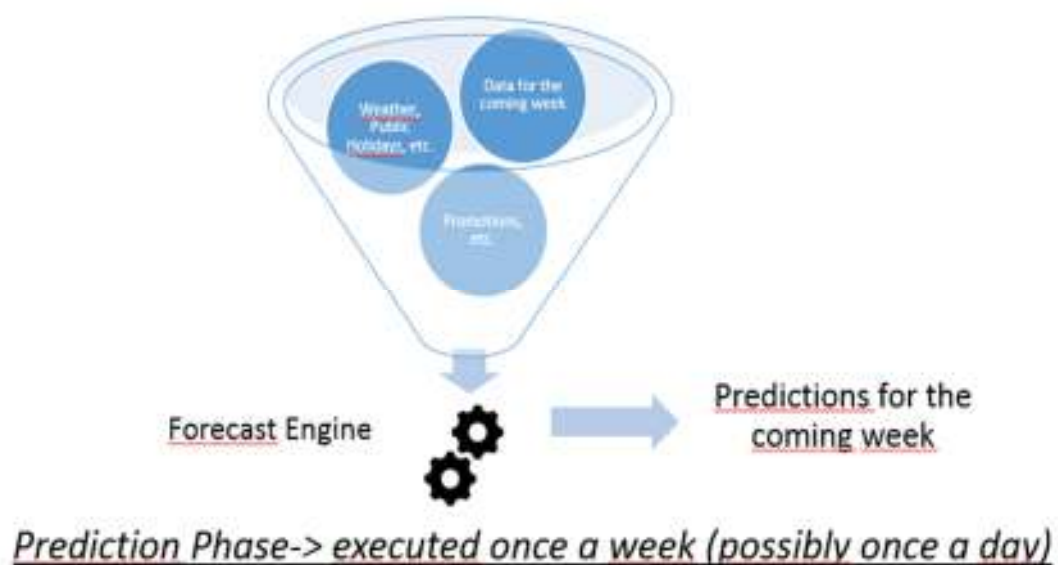 Data for the
coming week
Weather,
Public
Holidays, etc.
etc.
Forecast Engine
Predictions for the
coming week
Prediction Phase-> executed once a week (possibly once a day)